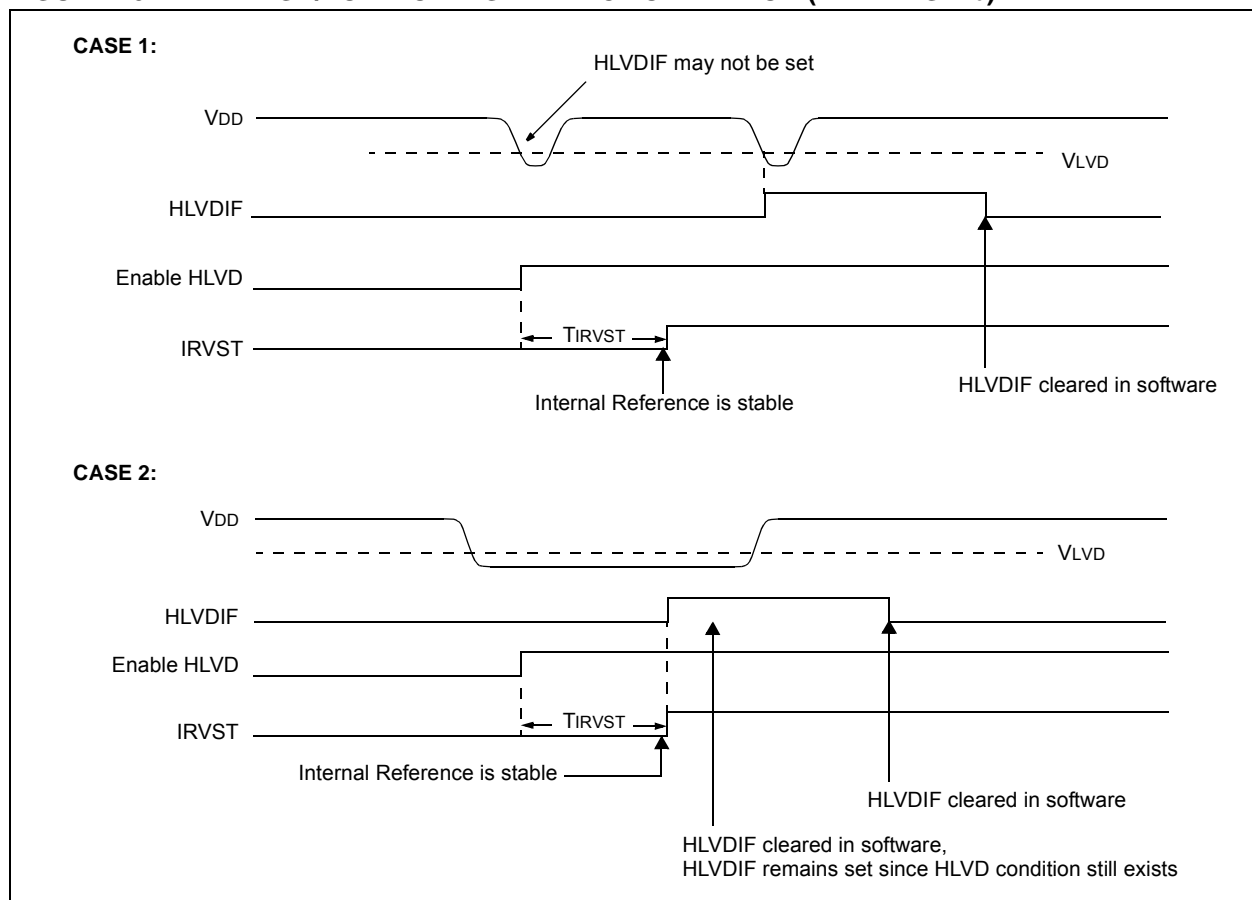 CASE 1:
HLVDIF may not be set
VDD
VLVD
HLVDIF
Enable HLVD
TIRVST
IRVST
HLVDIF cleared in software
Internal Reference is stable
CASE 2:
VDD
VLVD
HLVDIF
Enable HLVD
TIRVST
IRVST
Internal Reference is stable
HLVDIF cleared in software
HLVDIF cleared in software,
HLVDIF remains set since HLVD condition still exists